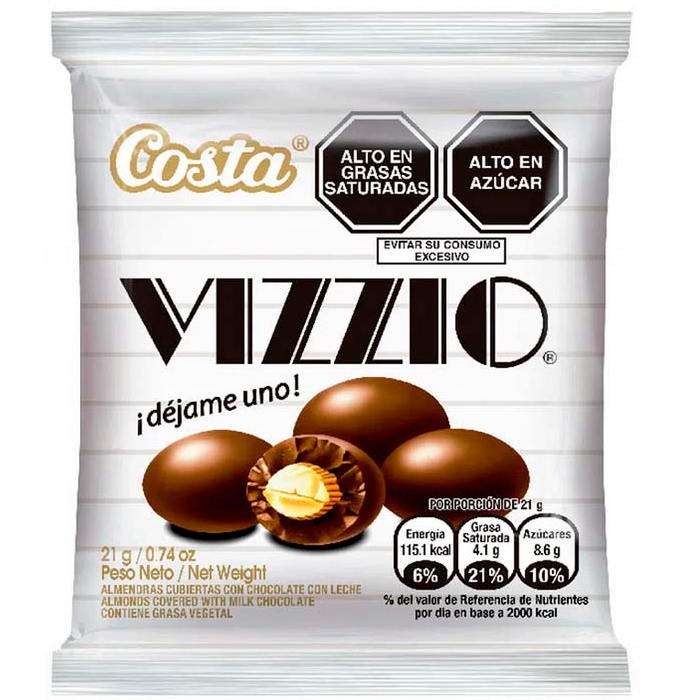 Costa®
ALTO EN
GRASAS
SATURADAS
ALTO EN
AZÚCAR
EVITAR SU CONSUMO
EXCESIVO
VIZZIO®
¡déjame uno!
POR PORCIÓN DE 21 g
Energía
115.1 kcal
6%
Grasa
Saturada
4.1 g
21%
Azúcares
8.6 g
10%
% del valor de Referencia de Nutrientes
por día en base a 2000 kcal
21 g / 0.74 oz
Peso Neto / Net Weight
ALMENDRAS CUBIERTAS CON CHOCOLATE CON LECHE
ALMONDS COVERED WITH MILK CHOCOLATE
CONTIENE GRASA VEGETAL